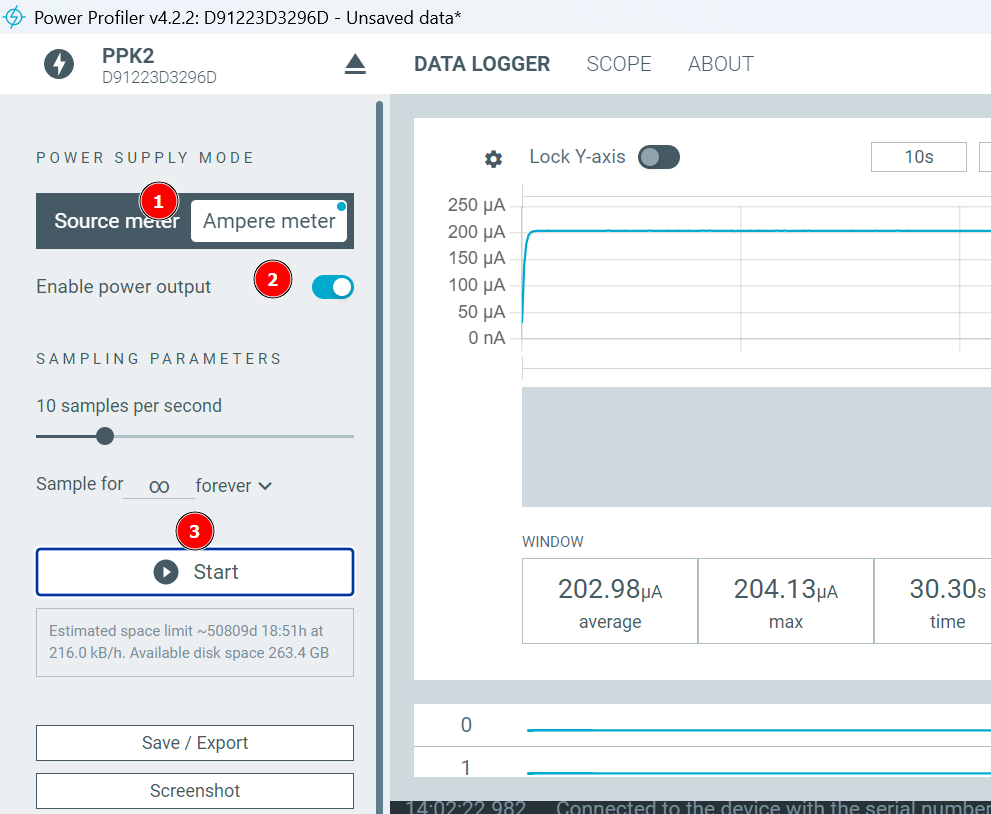 Power Profiler v4.2.2: D91223D3296D - Unsaved data*
PPK2
D91223D3296D
DATA LOGGER SCOPE ABOUT
POWER SUPPLY MODE
1
Source meter Ampere meter
2
Enable power output
SAMPLING PARAMETERS
10 samples per second
Sample for ∞ forever
3
Start
Estimated space limit ~50809d 18:51h at
216.0 kB/h. Available disk space 263.4 GB
Save / Export
Screenshot
Lock Y-axis 10s
250 µA
200 µA
150 µA
100 µA
50 µA
0 nA
WINDOW
202.98µA 204.13µA 30.30s
average max time
0
1
14:02:22.982 Connected to the device with the serial number